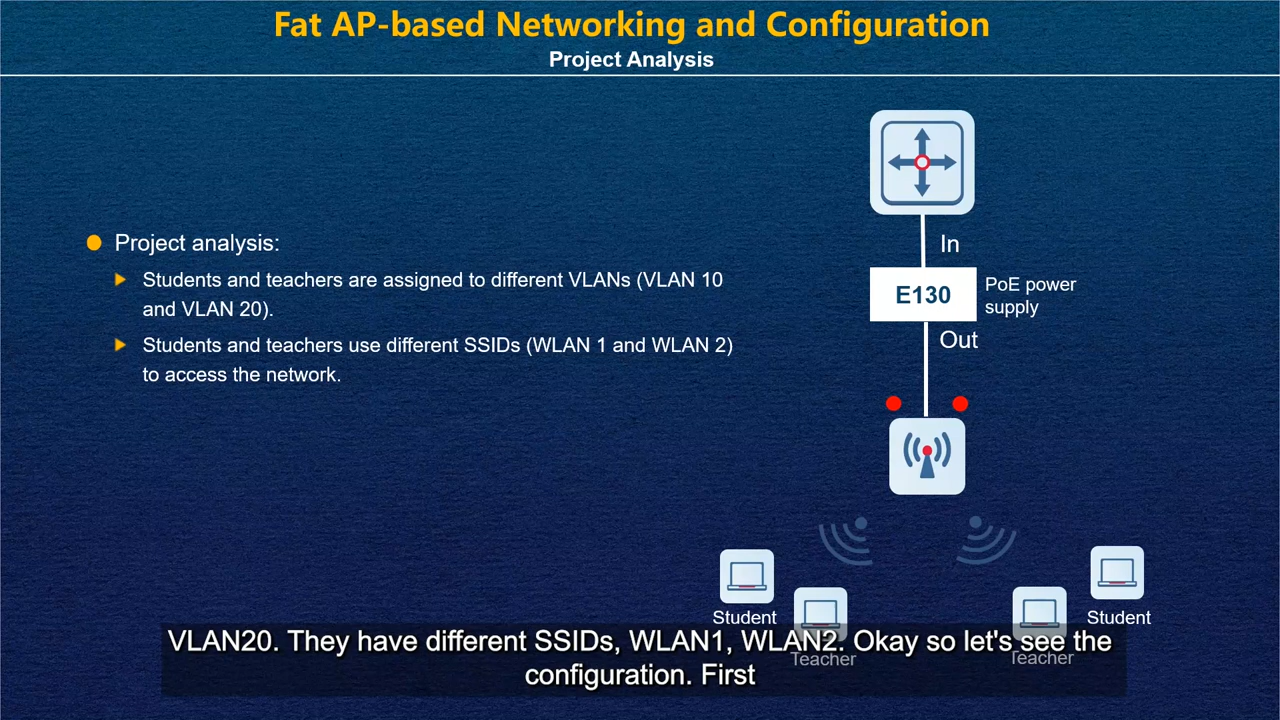 Fat AP-based Networking and Configuration
Project Analysis
Project analysis:
Students and teachers are assigned to different VLANs (VLAN 10
and VLAN 20).
Students and teachers use different SSIDs (WLAN 1 and WLAN 2)
to access the network.
In
E130
PoE power
supply
Out
Student
Teacher
Teacher
Student
VLAN20. They have different SSIDs, WLAN1, WLAN2. Okay so let's see the
configuration. First